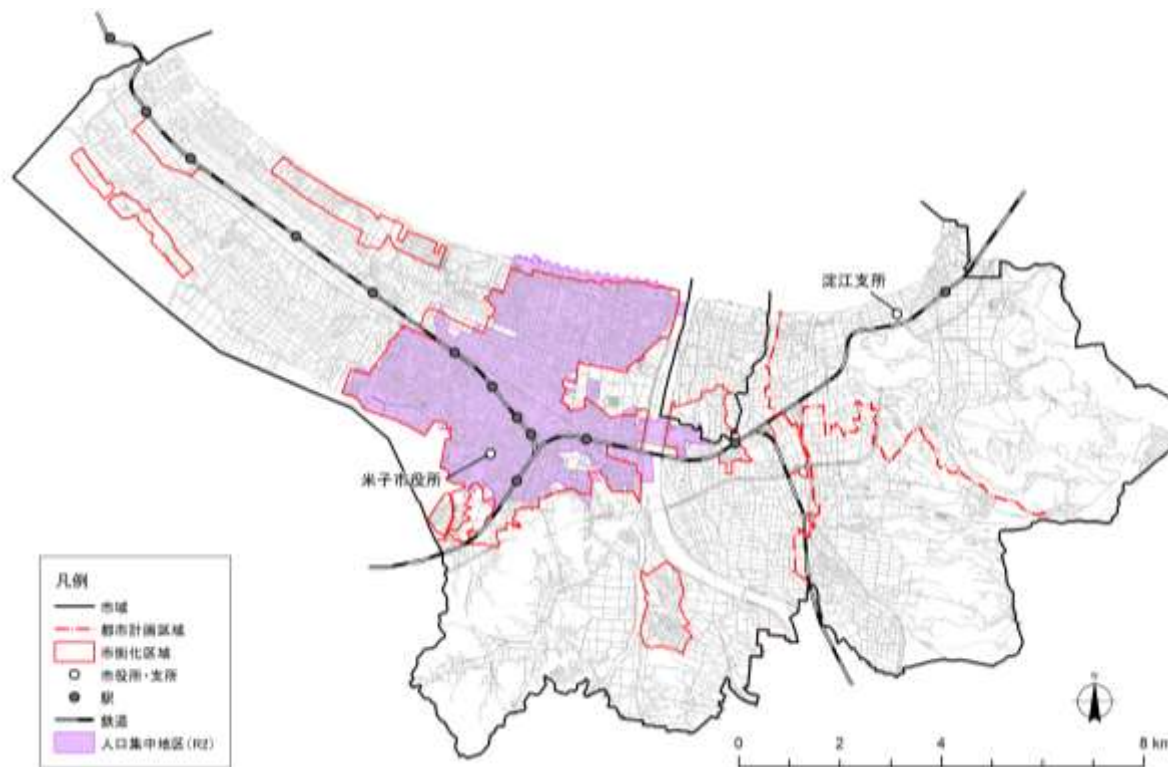 淀江支所
米子市役所
凡例
市域
都市計画区域
市街化区域
市役所・支所
駅
鉄道
人口集中地区(R2)
N
0 2 4 8 km